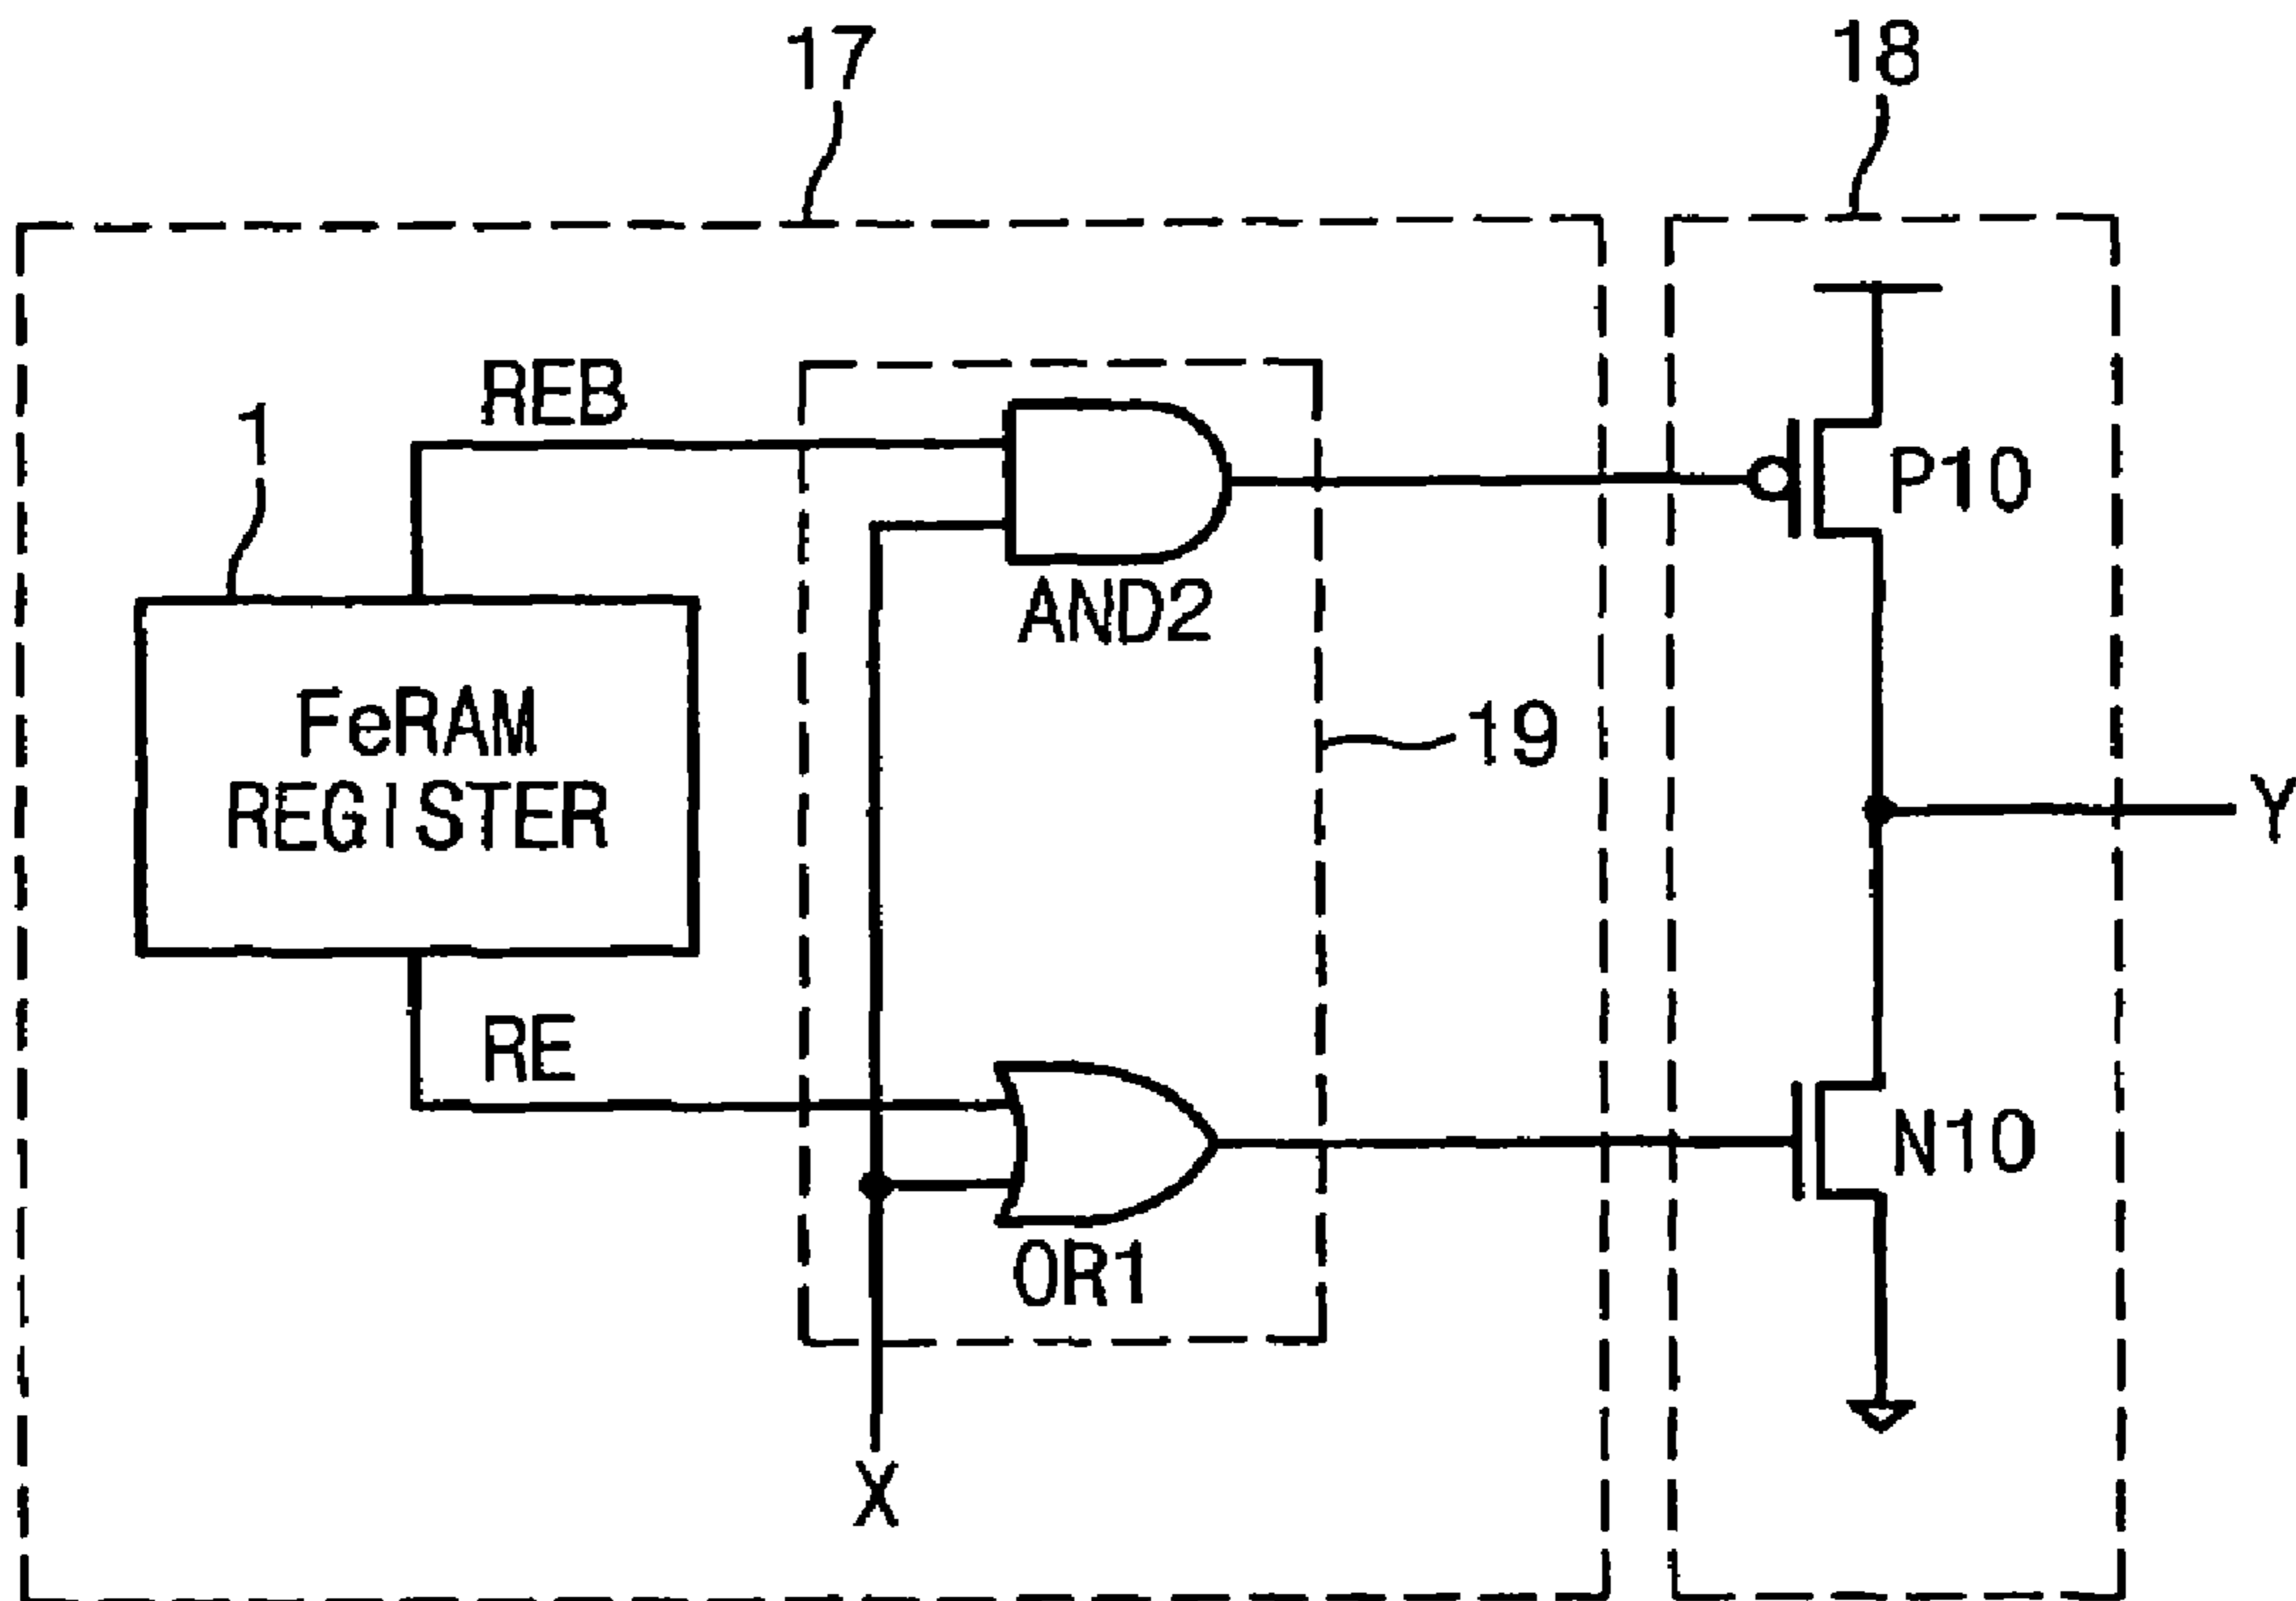 17
18
REB
1
P10
AND2
FeRAM
REGISTER
19
Y
RE
N10
OR1
X